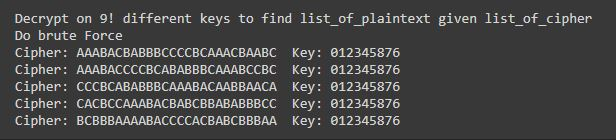 Decrypt on 9! different keys to find list_of_plaintext given list_of_cipher
Do brute Force
Cipher: AAABACBABBBCCCCBCAAACBAABC  Key: 012345876
Cipher: AAABACCCCBCABABBBCAAABCCBC  Key: 012345876
Cipher: CCCBCABABBBCAAABACAABBAACA  Key: 012345876
Cipher: CACBCCAAABACBABCBBABABBBCC  Key: 012345876
Cipher: BCBBBAAAABACCCCACBABCBBBAA  Key: 012345876